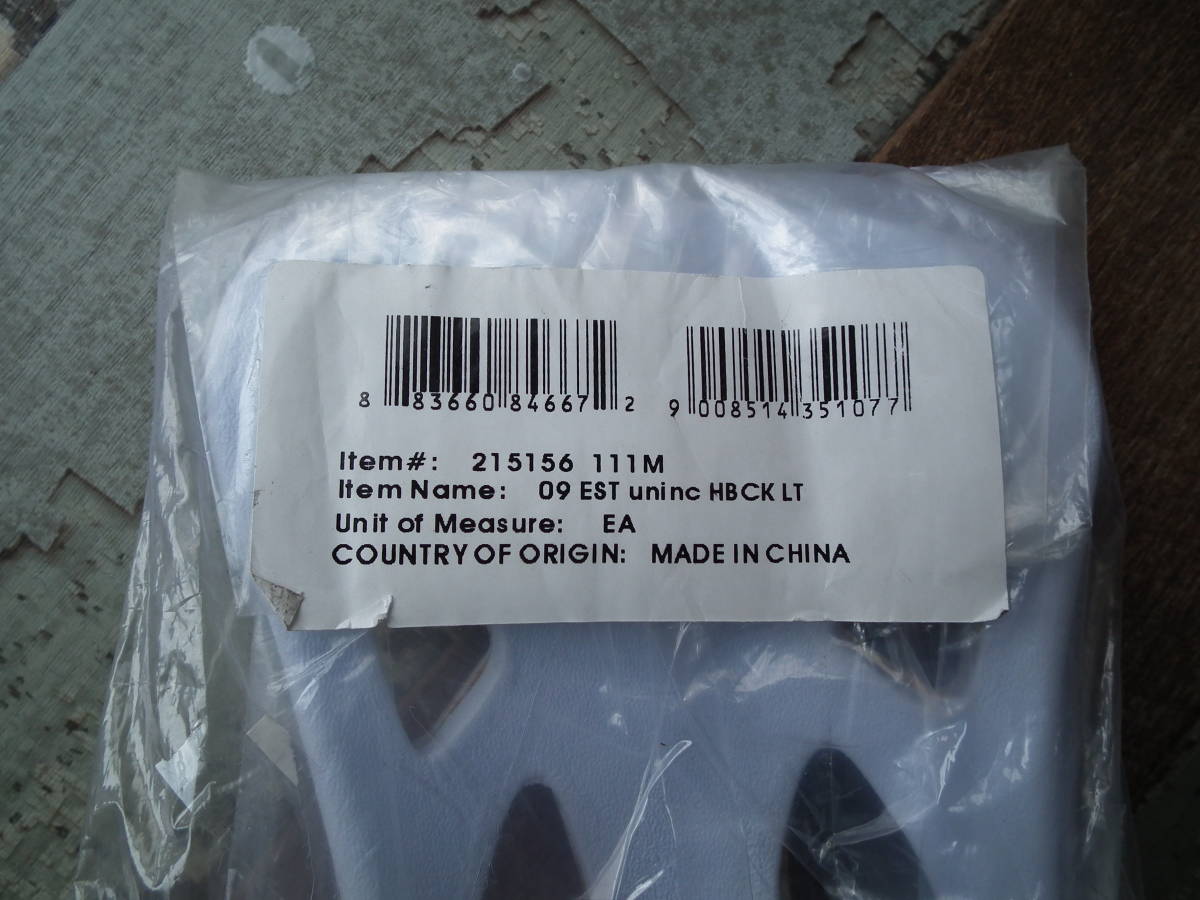 8 83660 84667 2
9 008514 351077
Item#: 215156 111M
Item Name: 09 EST uninc HBCK LT
Unit of Measure: EA
COUNTRY OF ORIGIN: MADE IN CHINA